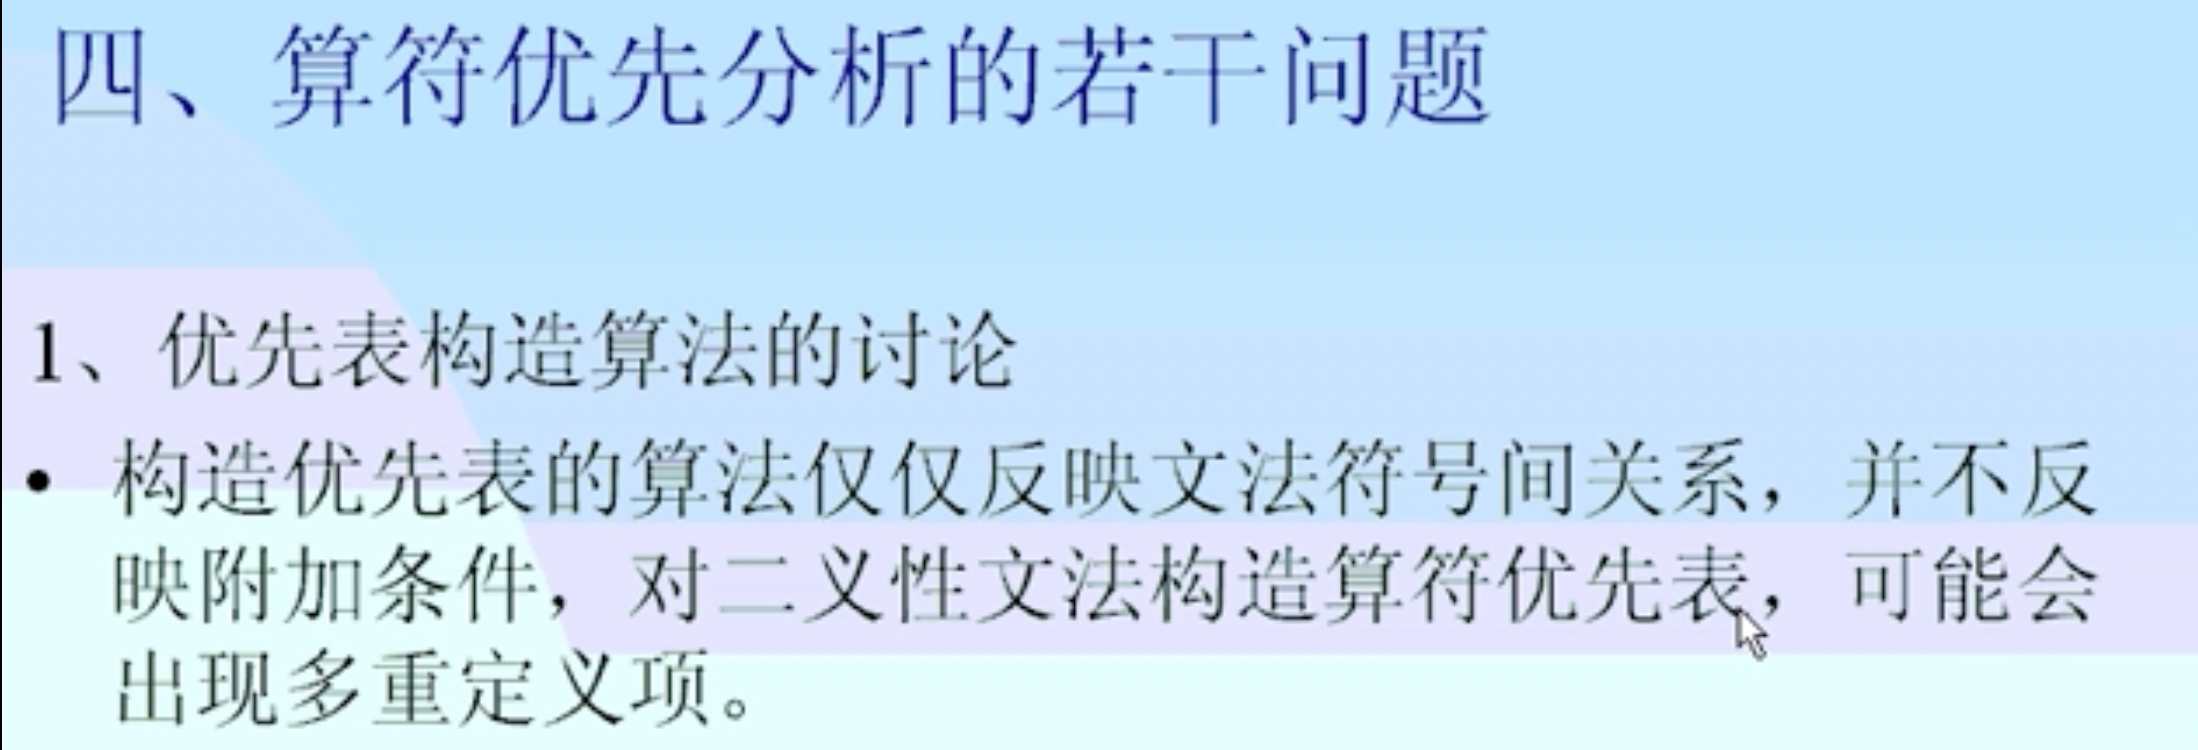 四、算符优先分析的若干问题
1、优先表构造算法的讨论
• 构造优先表的算法仅仅反映文法符号间关系，并不反
映附加条件，对二义性文法构造算符优先表，可能会
出现多重定义项。